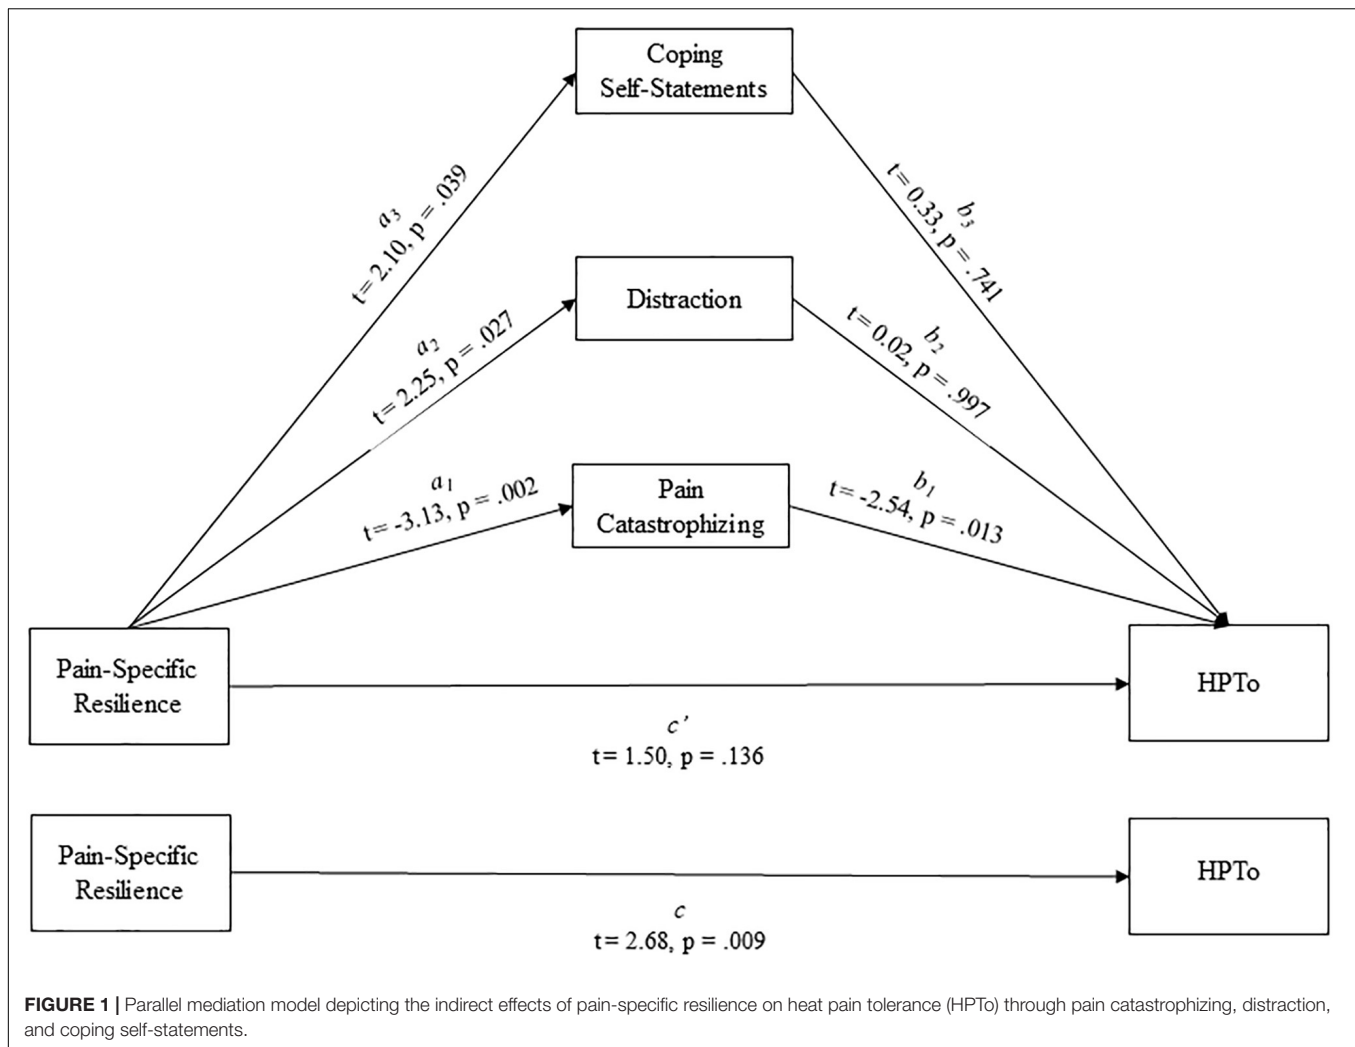 Coping
Self-Statements
a3
t= 2.10, p = .039
b3
t= 0.33, p = .741
Distraction
a2
t= 2.25, p = .027
b2
t= 0.02, p = .997
Pain
Catastrophizing
a1
t= -3.13, p = .002
b1
t= -2.54, p = .013
Pain-Specific
Resilience
HPTo
c'
t= 1.50, p = .136
Pain-Specific
Resilience
HPTo
c
t= 2.68, p = .009
FIGURE 1 | Parallel mediation model depicting the indirect effects of pain-specific resilience on heat pain tolerance (HPTo) through pain catastrophizing, distraction,
and coping self-statements.